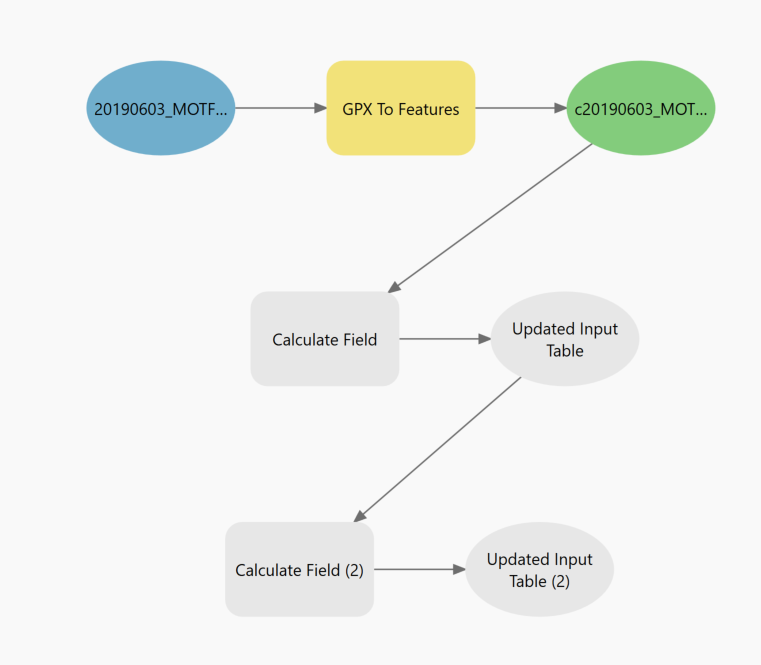 20190603_MOTF...
GPX To Features
c20190603_MOT...
Calculate Field
Updated Input
Table
Calculate Field (2)
Updated Input
Table (2)